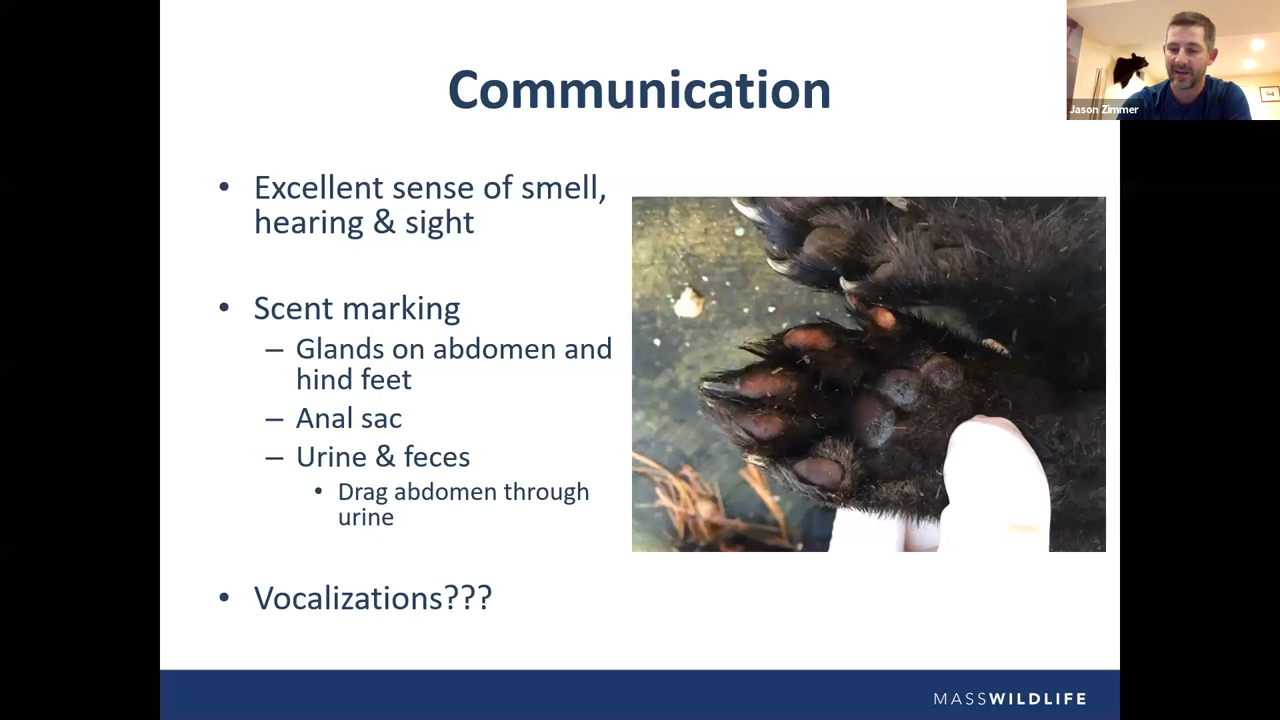 Jason Zimmer
Communication
• Excellent sense of smell,
hearing & sight
• Scent marking
– Glands on abdomen and
hind feet
– Anal sac
– Urine & feces
• Drag abdomen through
urine
• Vocalizations???
MASSWILDLIFE